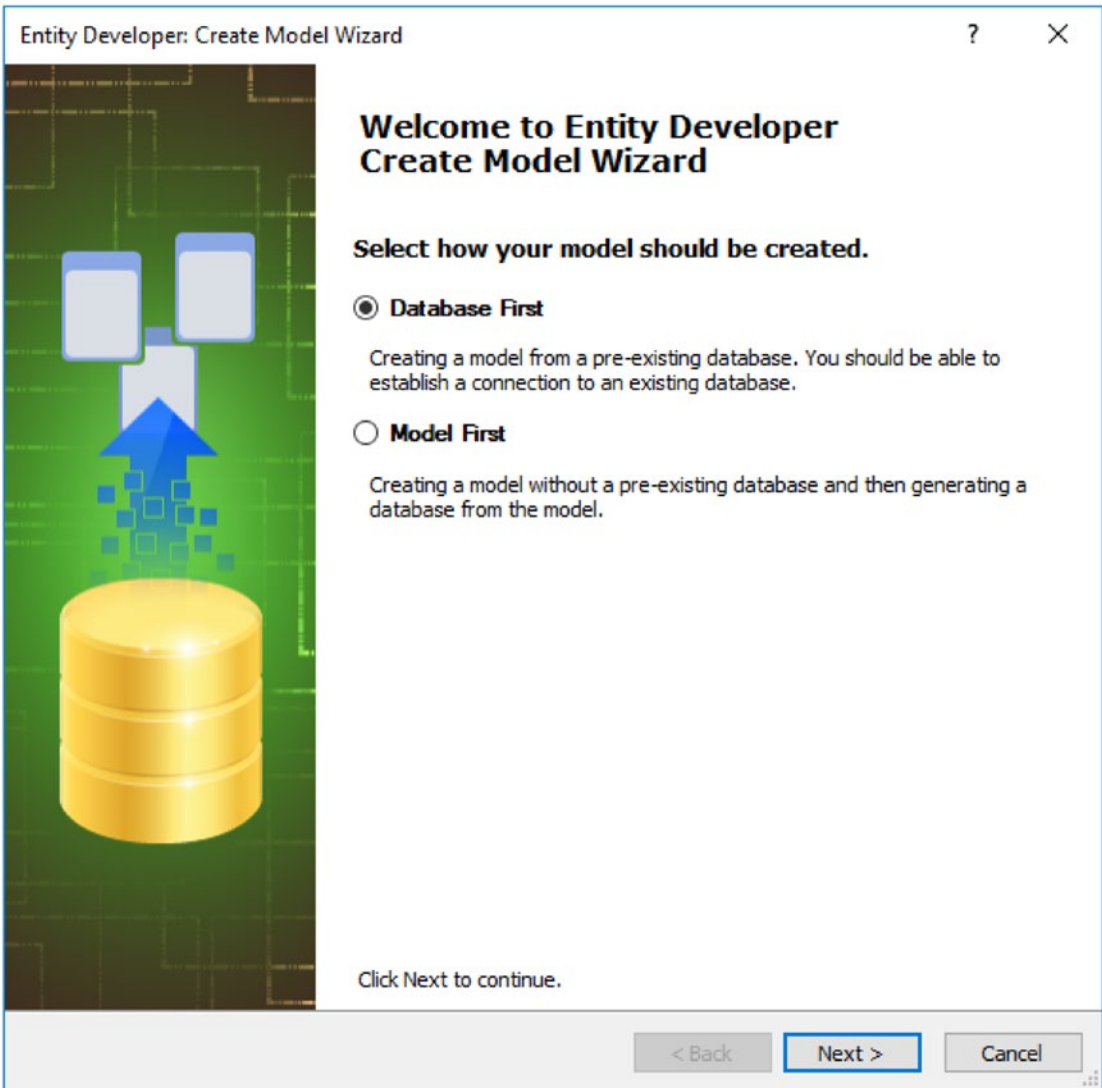 Entity Developer: Create Model Wizard
?
Welcome to Entity Developer
Create Model Wizard
Select how your model should be created.
Database First
Creating a model from a pre-existing database. You should be able to
establish a connection to an existing database.
Model First
Creating a model without a pre-existing database and then generating a
database from the model.
Click Next to continue.
< Back
Next >
Cancel